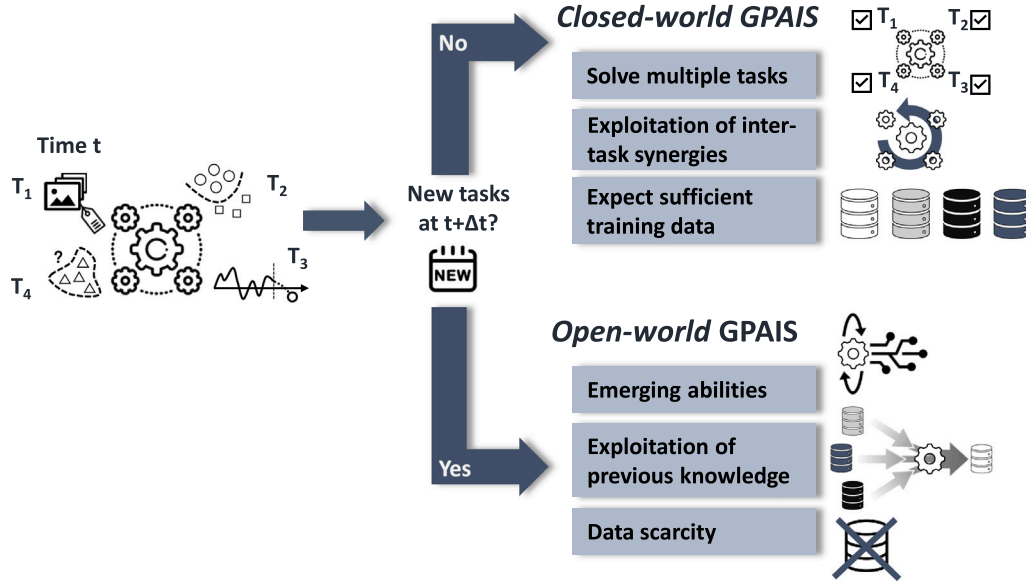 Time t
T1
T2
T3
T4
?
New tasks
at t+Δt?
NEW
No
Closed-world GPAIS
Solve multiple tasks
Exploitation of inter-
task synergies
Expect sufficient
training data
T1
T2
T4
T3
Yes
Open-world GPAIS
Emerging abilities
Exploitation of
previous knowledge
Data scarcity